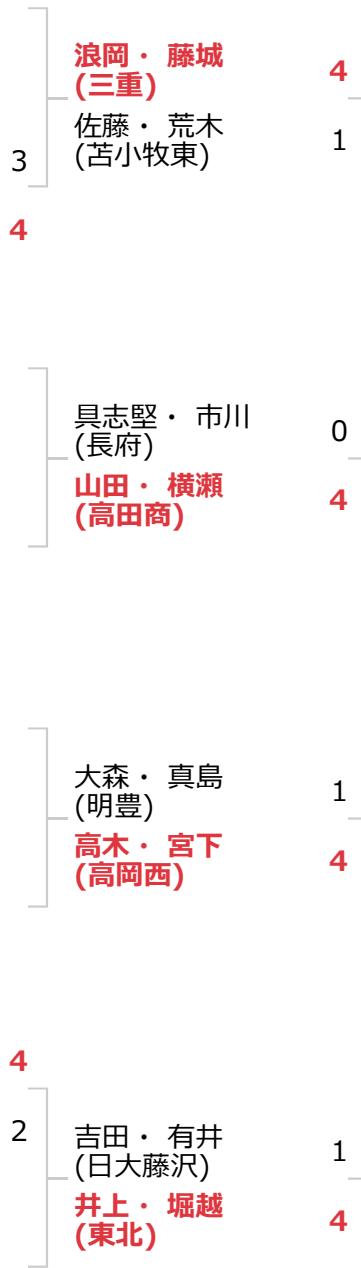 浪岡・ 藤城
(三重)
4
佐藤・ 荒木
(苫小牧東)
1
3
4
具志堅・ 市川
(長府)
0
山田・ 横瀬
(高田商)
4
大森・ 真島
(明豊)
1
高木・ 宮下
(高岡西)
4
4
2
吉田・ 有井
(日大藤沢)
1
井上・ 堀越
(東北)
4